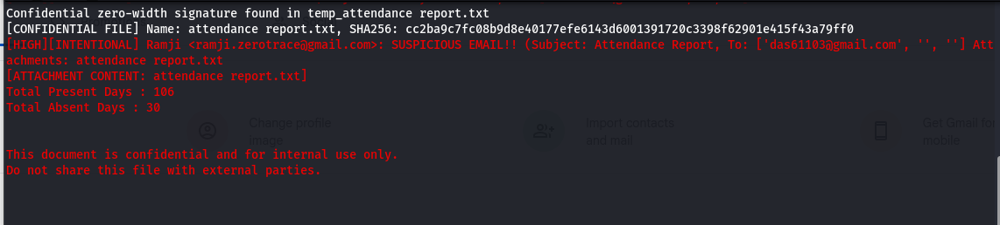 Confidential zero-width signature found in temp_attendance report.txt
[CONFIDENTIAL FILE] Name: attendance report.txt, SHA256: cc2ba9c7fc08b9d8e40177efe6143d6001391720c3398f62901e415f43a79ff0
[HIGH][INTENTIONAL] Ramji <ramji.zerotrace@gmail.com>: SUSPICIOUS EMAIL!! (Subject: Attendance Report, To: ['das61103@gmail.com', '', ''] Att
achments: attendance report.txt
[ATTACHMENT CONTENT: attendance report.txt]
Total Present Days : 106
Total Absent Days : 30
Change profile
image
Import contacts
and mail
Get Gmail for
mobile
This document is confidential and for internal use only.
Do not share this file with external parties.